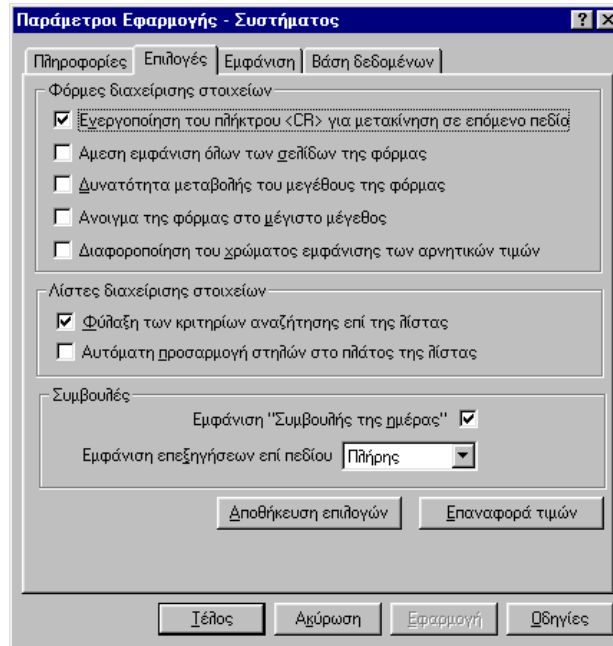 Παράμετροι Εφαρμογής - Συστήματος
Πληροφορίες Επιλογές Εμφάνιση Βάση δεδομένων
Φόρμες διαχείρισης στοιχείων
Ενεργοποίηση του πλήκτρου <CR> για μετακίνηση σε επόμενο πεδίο
Αμεση εμφάνιση όλων των σελίδων της φόρμας
Δυνατότητα μεταβολής του μεγέθους της φόρμας
Ανοιγμα της φόρμας στο μέγιστο μέγεθος
Διαφοροποίηση του χρώματος εμφάνισης των αρνητικών τιμών
Λίστες διαχείρισης στοιχείων
Φύλαξη των κριτηρίων αναζήτησης επί της λίστας
Αυτόματη προσαρμογή στηλών στο πλάτος της λίστας
Συμβουλές
Εμφάνιση "Συμβουλής της ημέρας"
Εμφάνιση επεξηγήσεων επί πεδίου Πλήρης
Αποθήκευση επιλογών Επαναφορά τιμών
Τέλος Ακύρωση Εφαρμογή Οδηγίες